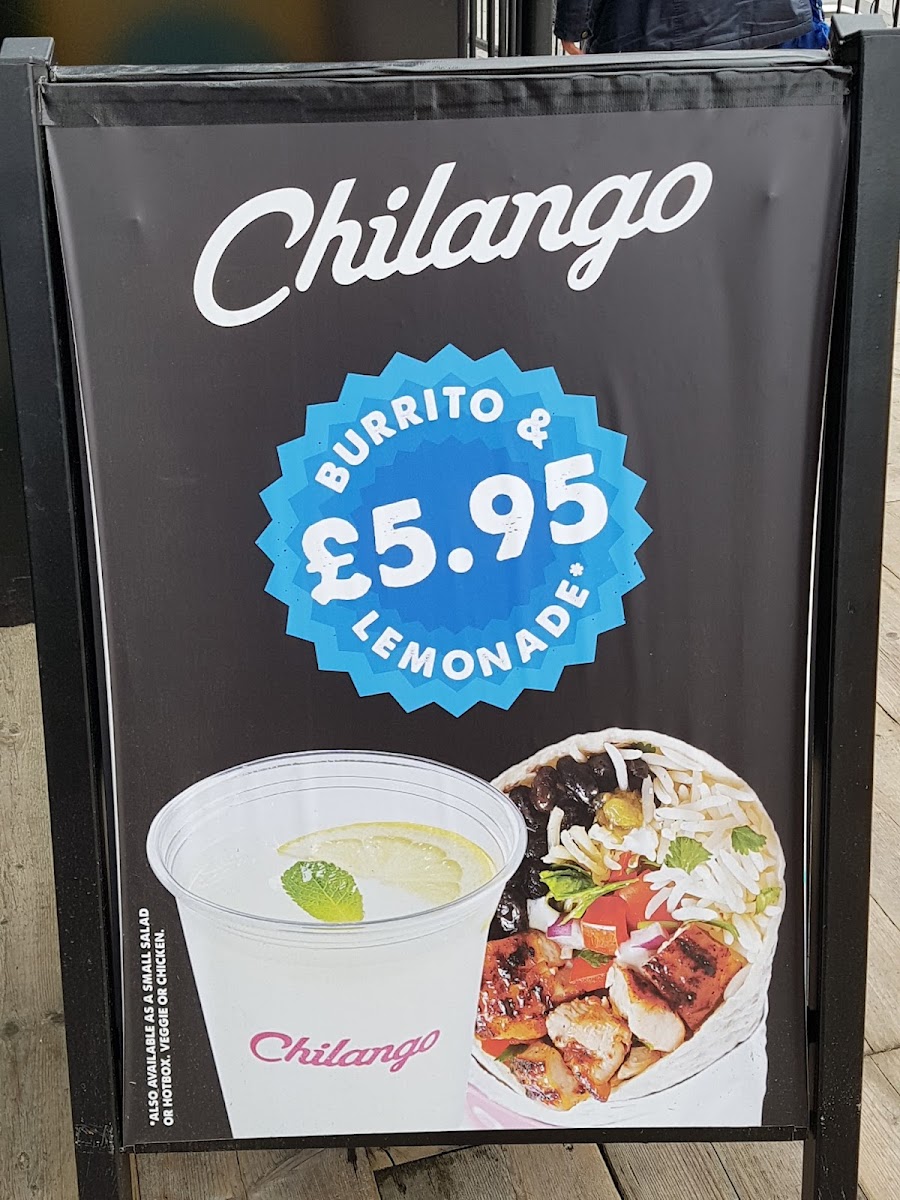 Chilango
BURRITO &
£5.95
LEMONADE*
Chilango
*ALSO AVAILABLE AS A SMALL SALAD
OR HOTBOX. VEGGIE OR CHICKEN.